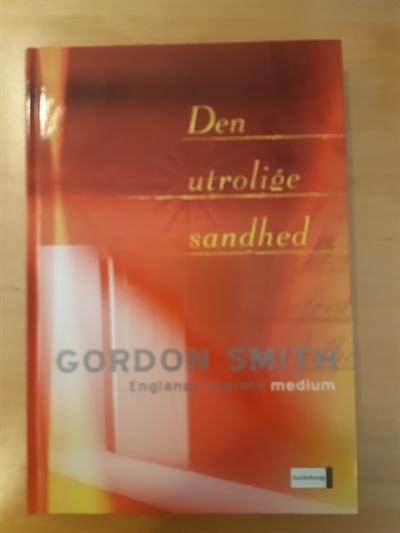 Den
utrolige
sandhed
GORDON SMITH
Englands største medium